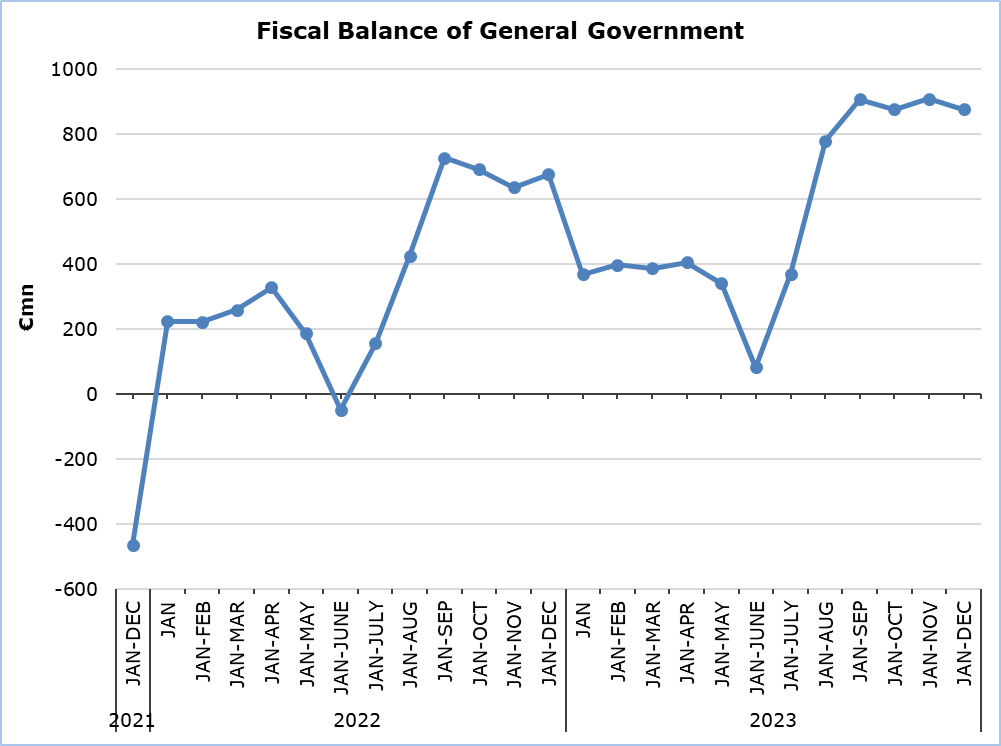 Fiscal Balance of General Government
€mn
1000
800
600
400
200
0
-200
-400
-600
JAN-DEC
JAN
JAN-FEB
JAN-MAR
JAN-APR
JAN-MAY
JAN-JUNE
JAN-JULY
JAN-AUG
JAN-SEP
JAN-OCT
JAN-NOV
JAN-DEC
JAN
JAN-FEB
JAN-MAR
JAN-APR
JAN-MAY
JAN-JUNE
JAN-JULY
JAN-AUG
JAN-SEP
JAN-OCT
JAN-NOV
JAN-DEC
2021
2022
2023